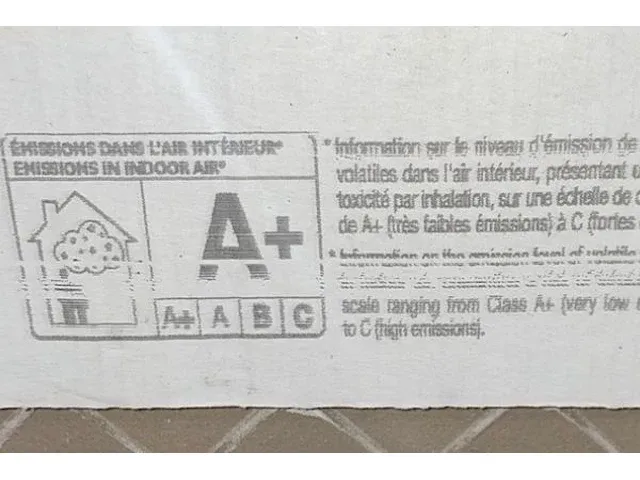 ÉMISSIONS DANS L'AIR INTÉRIEUR*
EMISSIONS IN INDOOR AIR*
A+
A+ A B C
* Information sur le niveau d'émission de
volatiles dans l'air intérieur, présentant
toxicité par inhalation, sur une échelle de
de A+ (très faibles émissions) à C (fortes
* Information on the emission level of volatile
scale ranging from Class A+ (very low
to C (high emissions).